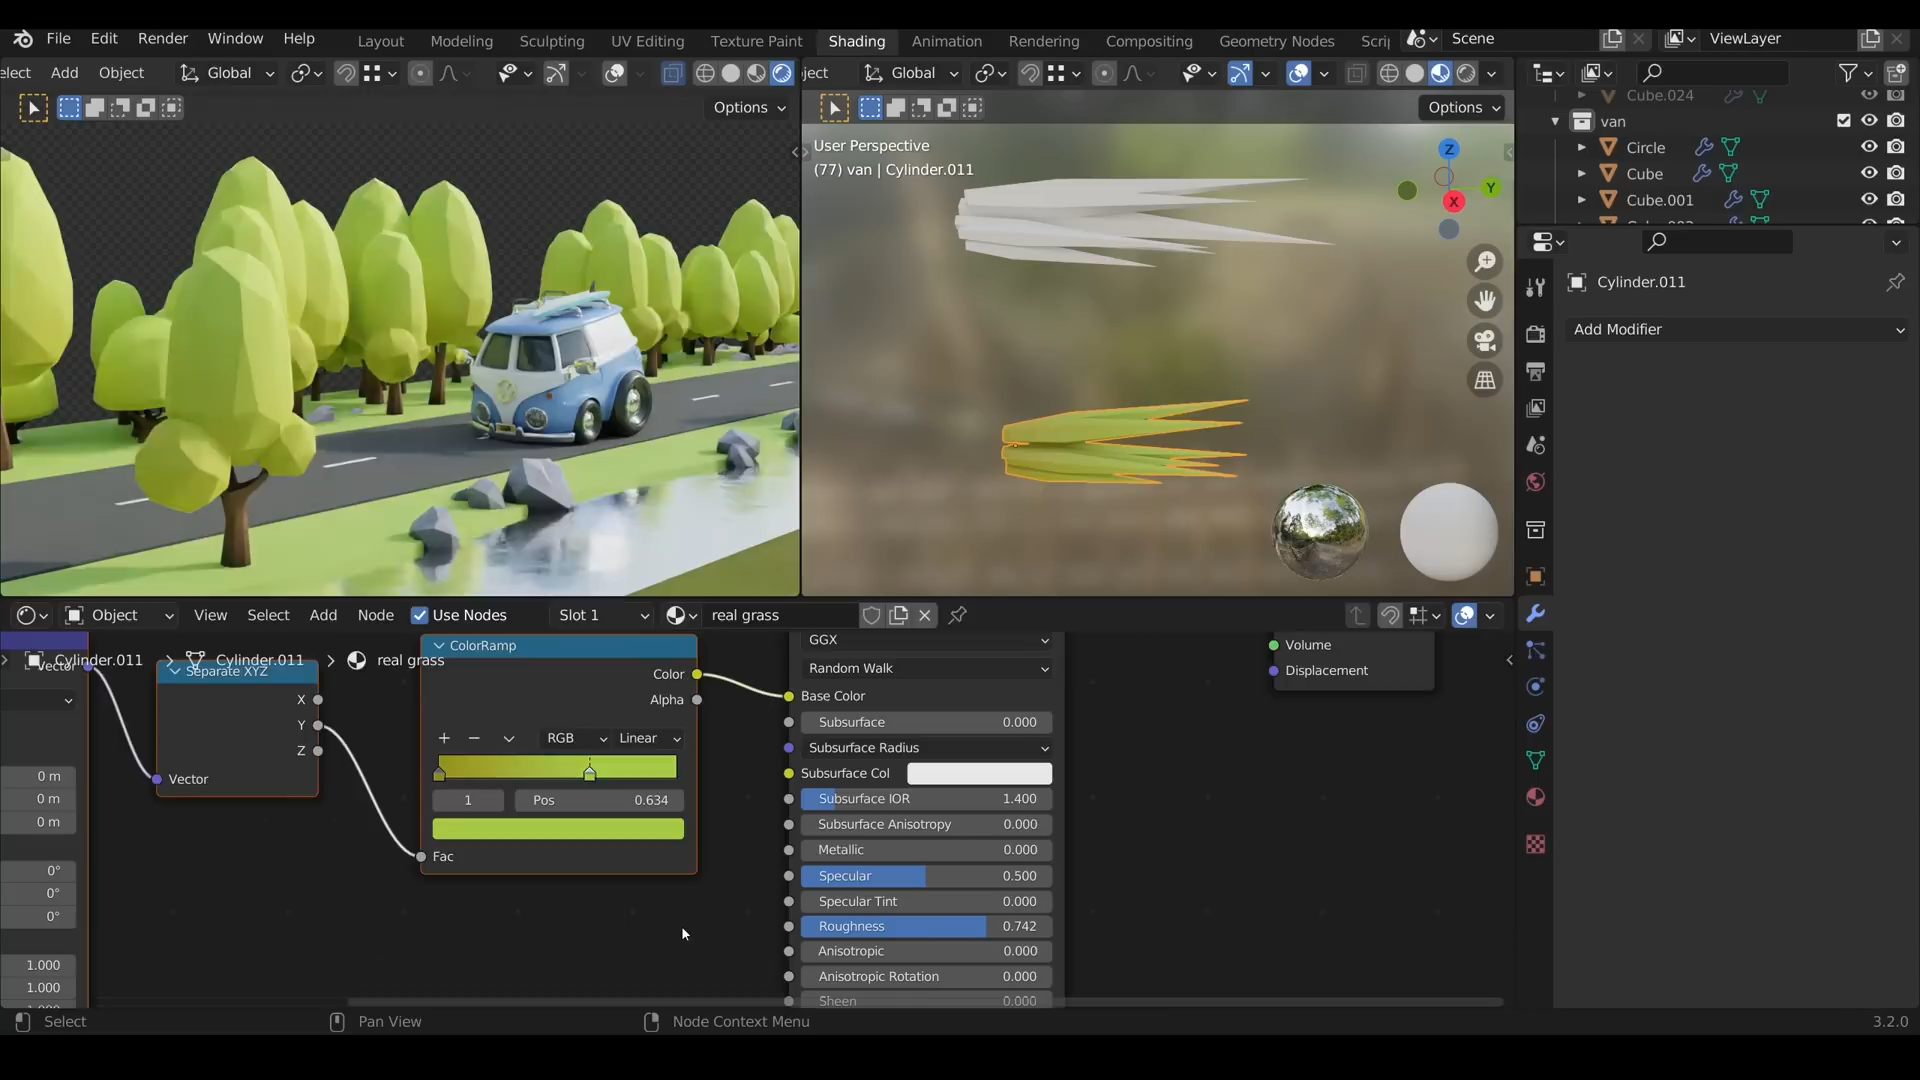 File Edit Render Window Help Layout Modeling Sculpting UV Editing Texture Paint Shading Animation Rendering Compositing Geometry Nodes Scrip Scene ViewLayer
elect Add Object Global
ject Global
Options
Options
User Perspective
(77) van | Cylinder.011
Z
Y
X
Cube.024
van
Circle
Cube
Cube.001
Cylinder.011
Add Modifier
Object View Select Add Node Use Nodes Slot 1 real grass
Cylinder.011 Cylinder.011 real grass
Vector
0 m
0 m
0 m
0°
0°
0°
1.000
1.000
Separate XYZ
X
Y
Z
Vector
ColorRamp
Color
Alpha
RGB Linear
1 Pos 0.634
Fac
GGX
Random Walk
Base Color
Subsurface 0.000
Subsurface Radius
Subsurface Col
Subsurface IOR 1.400
Subsurface Anisotropy 0.000
Metallic 0.000
Specular 0.500
Specular Tint 0.000
Roughness 0.742
Anisotropic 0.000
Anisotropic Rotation 0.000
Sheen 0.000
Volume
Displacement
Select Pan View Node Context Menu 3.2.0